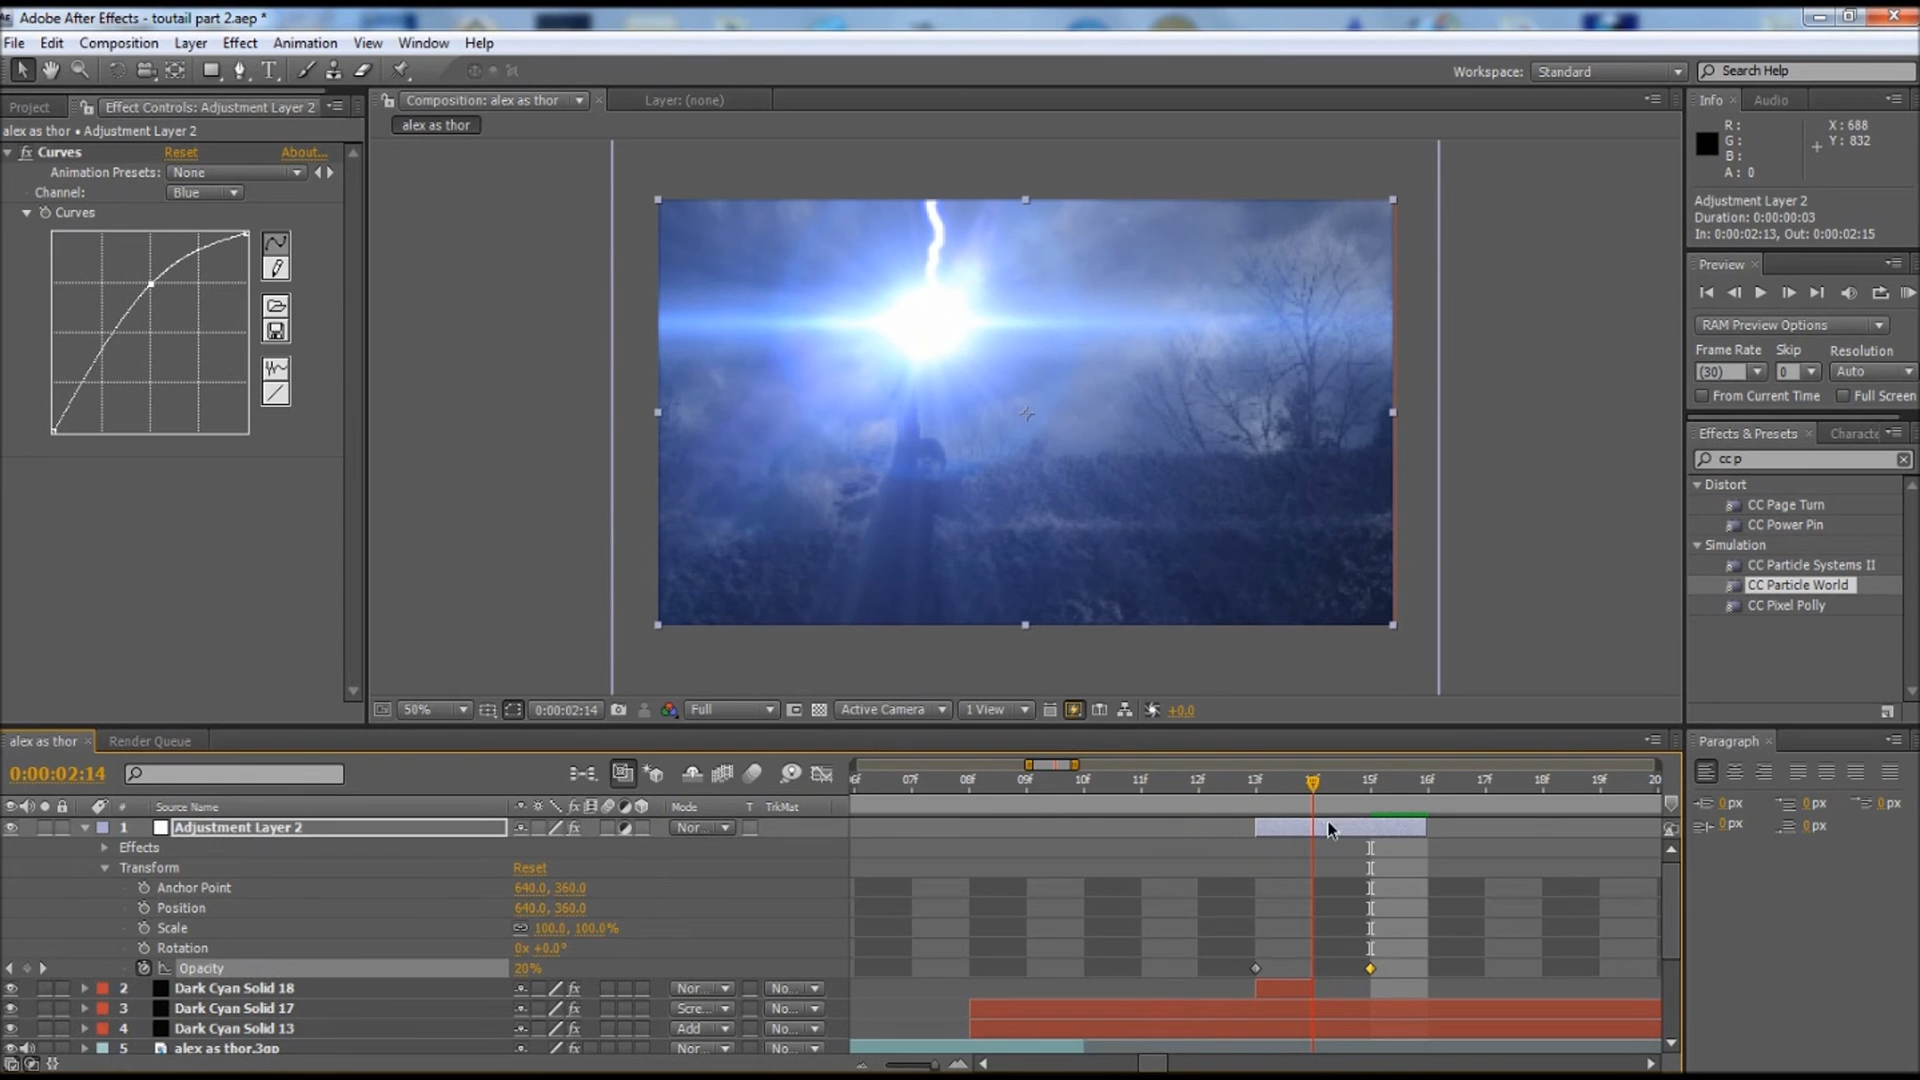 Adobe After Effects - toutail part 2.aep *
File Edit Composition Layer Effect Animation View Window Help
Workspace: Standard Search Help
Project Effect Controls: Adjustment Layer 2
Composition: alex as thor Layer: (none)
Info Audio
alex as thor • Adjustment Layer 2
alex as thor
R: X: 688
G: Y: 832
B:
A: 0
fx Curves Reset About...
Animation Presets: None
Channel: Blue
Curves
Adjustment Layer 2
Duration: 0:00:00:03
In: 0:00:02:13, Out: 0:00:02:15
Preview
RAM Preview Options
Frame Rate Skip Resolution
(30) 0 Auto
From Current Time Full Screen
Effects & Presets Characte
cc p
Distort
CC Page Turn
CC Power Pin
Simulation
CC Particle Systems II
CC Particle World
CC Pixel Polly
50% 0:00:02:14 Full Active Camera 1 View +0.0
alex as thor Render Queue
Paragraph
0:00:02:14
07F 08F 09F 10F 11F 12F 13F 15F 16F 17F 18F 19F 20
# Source Name fx Mode T TrkMat
1 Adjustment Layer 2 fx Nor...
Effects
Transform Reset
Anchor Point 640.0, 360.0
Position 640.0, 360.0
Scale 100.0, 100.0%
Rotation 0x +0.0°
Opacity 20%
2 Dark Cyan Solid 18 fx Nor... No...
3 Dark Cyan Solid 17 fx Scre... No...
4 Dark Cyan Solid 13 fx Add No...
5 alex as thor.3gp fx Nor... No...
0 px 0 px 0 px
0 px 0 px